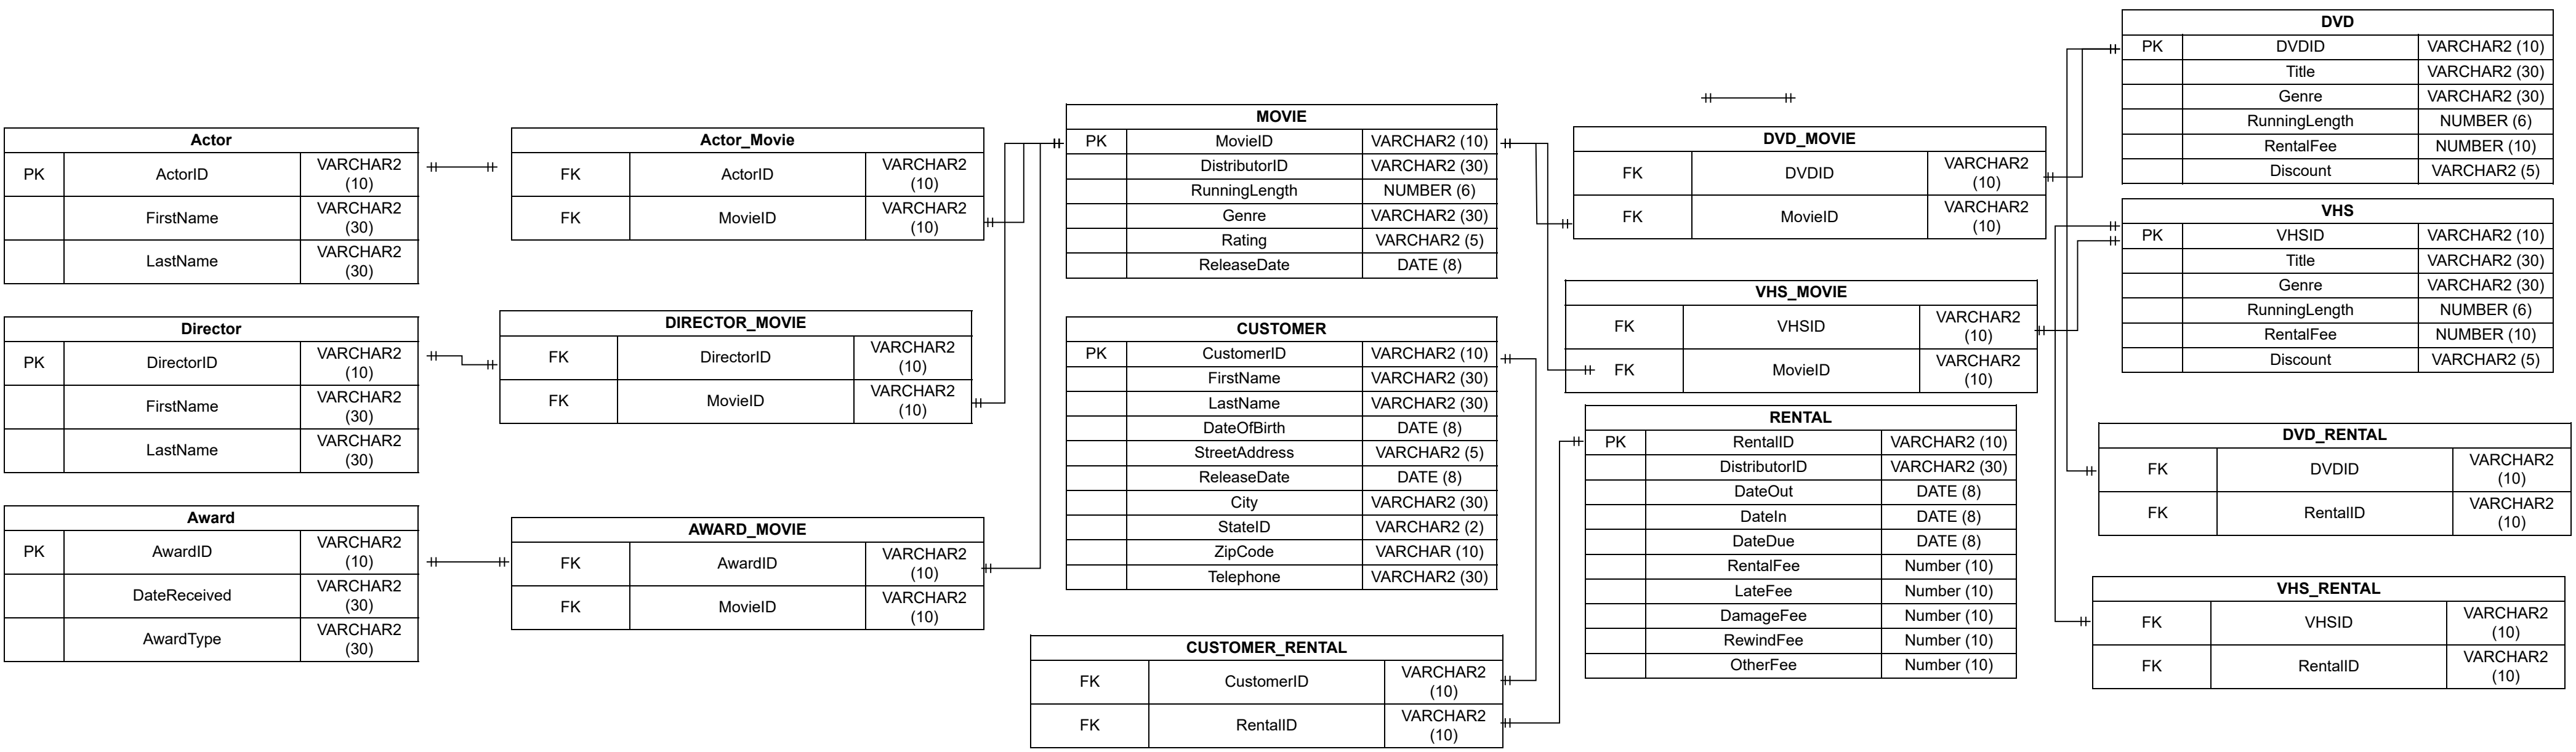 Actor
PK ActorID VARCHAR2
(10)
FirstName VARCHAR2
(30)
LastName VARCHAR2
(30)
Director
PK DirectorID VARCHAR2
(10)
FirstName VARCHAR2
(30)
LastName VARCHAR2
(30)
Award
PK AwardID VARCHAR2
(10)
DateReceived VARCHAR2
(30)
AwardType VARCHAR2
(30)
Actor_Movie
FK ActorID VARCHAR2
(10)
FK MovieID VARCHAR2
(10)
DIRECTOR_MOVIE
FK DirectorID VARCHAR2
(10)
FK MovieID VARCHAR2
(10)
AWARD_MOVIE
FK AwardID VARCHAR2
(10)
FK MovieID VARCHAR2
(10)
MOVIE
PK MovieID VARCHAR2 (10)
DistributorID VARCHAR2 (30)
RunningLength NUMBER (6)
Genre VARCHAR2 (30)
Rating VARCHAR2 (5)
ReleaseDate DATE (8)
CUSTOMER
PK CustomerID VARCHAR2 (10)
FirstName VARCHAR2 (30)
LastName VARCHAR2 (30)
DateOfBirth DATE (8)
StreetAddress VARCHAR2 (5)
ReleaseDate DATE (8)
City VARCHAR2 (30)
StateID VARCHAR2 (2)
ZipCode VARCHAR (10)
Telephone VARCHAR2 (30)
CUSTOMER_RENTAL
FK CustomerID VARCHAR2
(10)
FK RentalID VARCHAR2
(10)
DVD_MOVIE
FK DVDID VARCHAR2
(10)
FK MovieID VARCHAR2
(10)
VHS_MOVIE
FK VHSID VARCHAR2
(10)
FK MovieID VARCHAR2
(10)
RENTAL
PK RentalID VARCHAR2 (10)
DistributorID VARCHAR2 (30)
DateOut DATE (8)
DateIn DATE (8)
DateDue DATE (8)
RentalFee Number (10)
LateFee Number (10)
DamageFee Number (10)
RewindFee Number (10)
OtherFee Number (10)
DVD
PK DVDID VARCHAR2 (10)
Title VARCHAR2 (30)
Genre VARCHAR2 (30)
RunningLength NUMBER (6)
RentalFee NUMBER (10)
Discount VARCHAR2 (5)
VHS
PK VHSID VARCHAR2 (10)
Title VARCHAR2 (30)
Genre VARCHAR2 (30)
RunningLength NUMBER (6)
RentalFee NUMBER (10)
Discount VARCHAR2 (5)
DVD_RENTAL
FK DVDID VARCHAR2
(10)
FK RentalID VARCHAR2
(10)
VHS_RENTAL
FK VHSID VARCHAR2
(10)
FK RentalID VARCHAR2
(10)